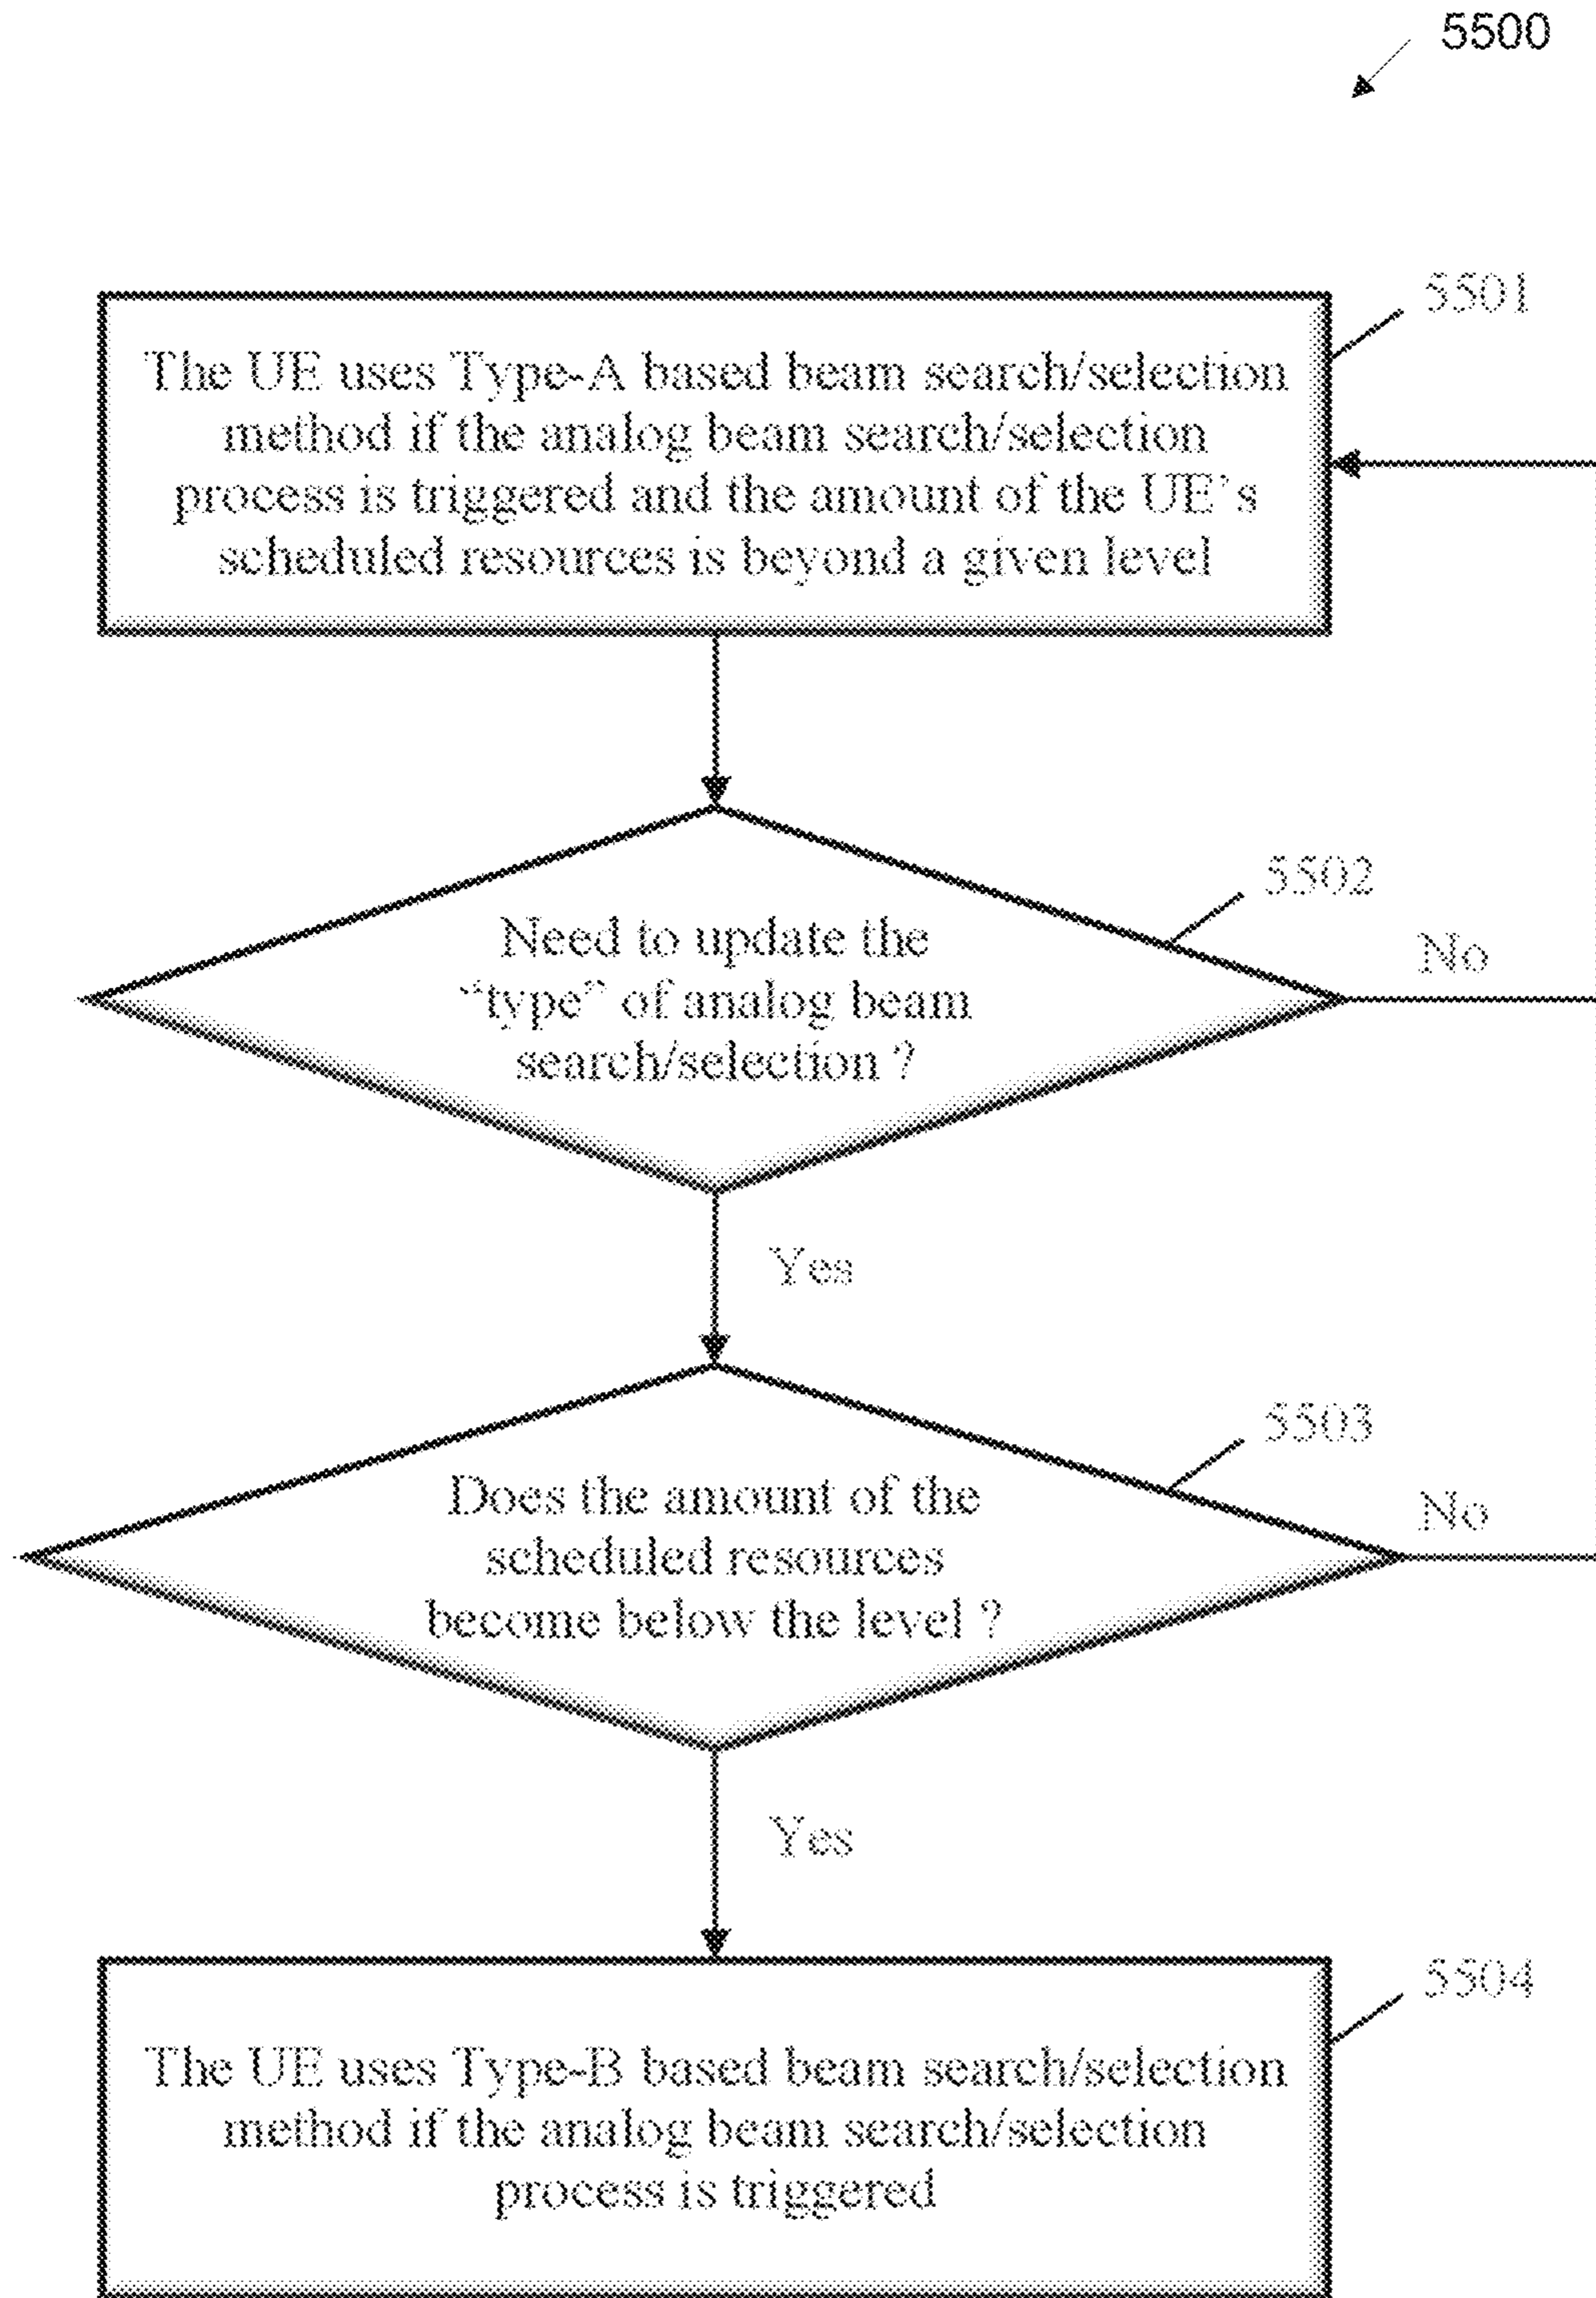 5500
5501
The UE uses Type-A based beam search/selection
method if the analog beam search/selection
process is triggered and the amount of the UE's
scheduled resources is beyond a given level
5502
Need to update the
“type” of analog beam
search/selection ?
No
Yes
5503
Does the amount of the
scheduled resources
become below the level ?
No
Yes
5504
The UE uses Type-B based beam search/selection
method if the analog beam search/selection
process is triggered